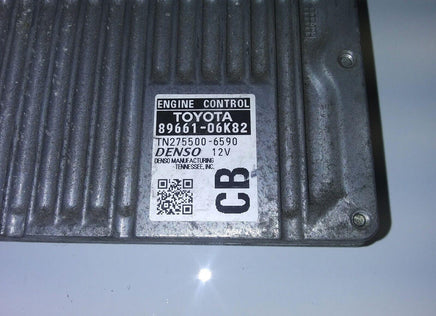 ENGINE CONTROL
TOYOTA
89661-06K82
TN275500-6590
DENSO 12V
DENSO MANUFACTURING
TENNESSEE, INC.
CB